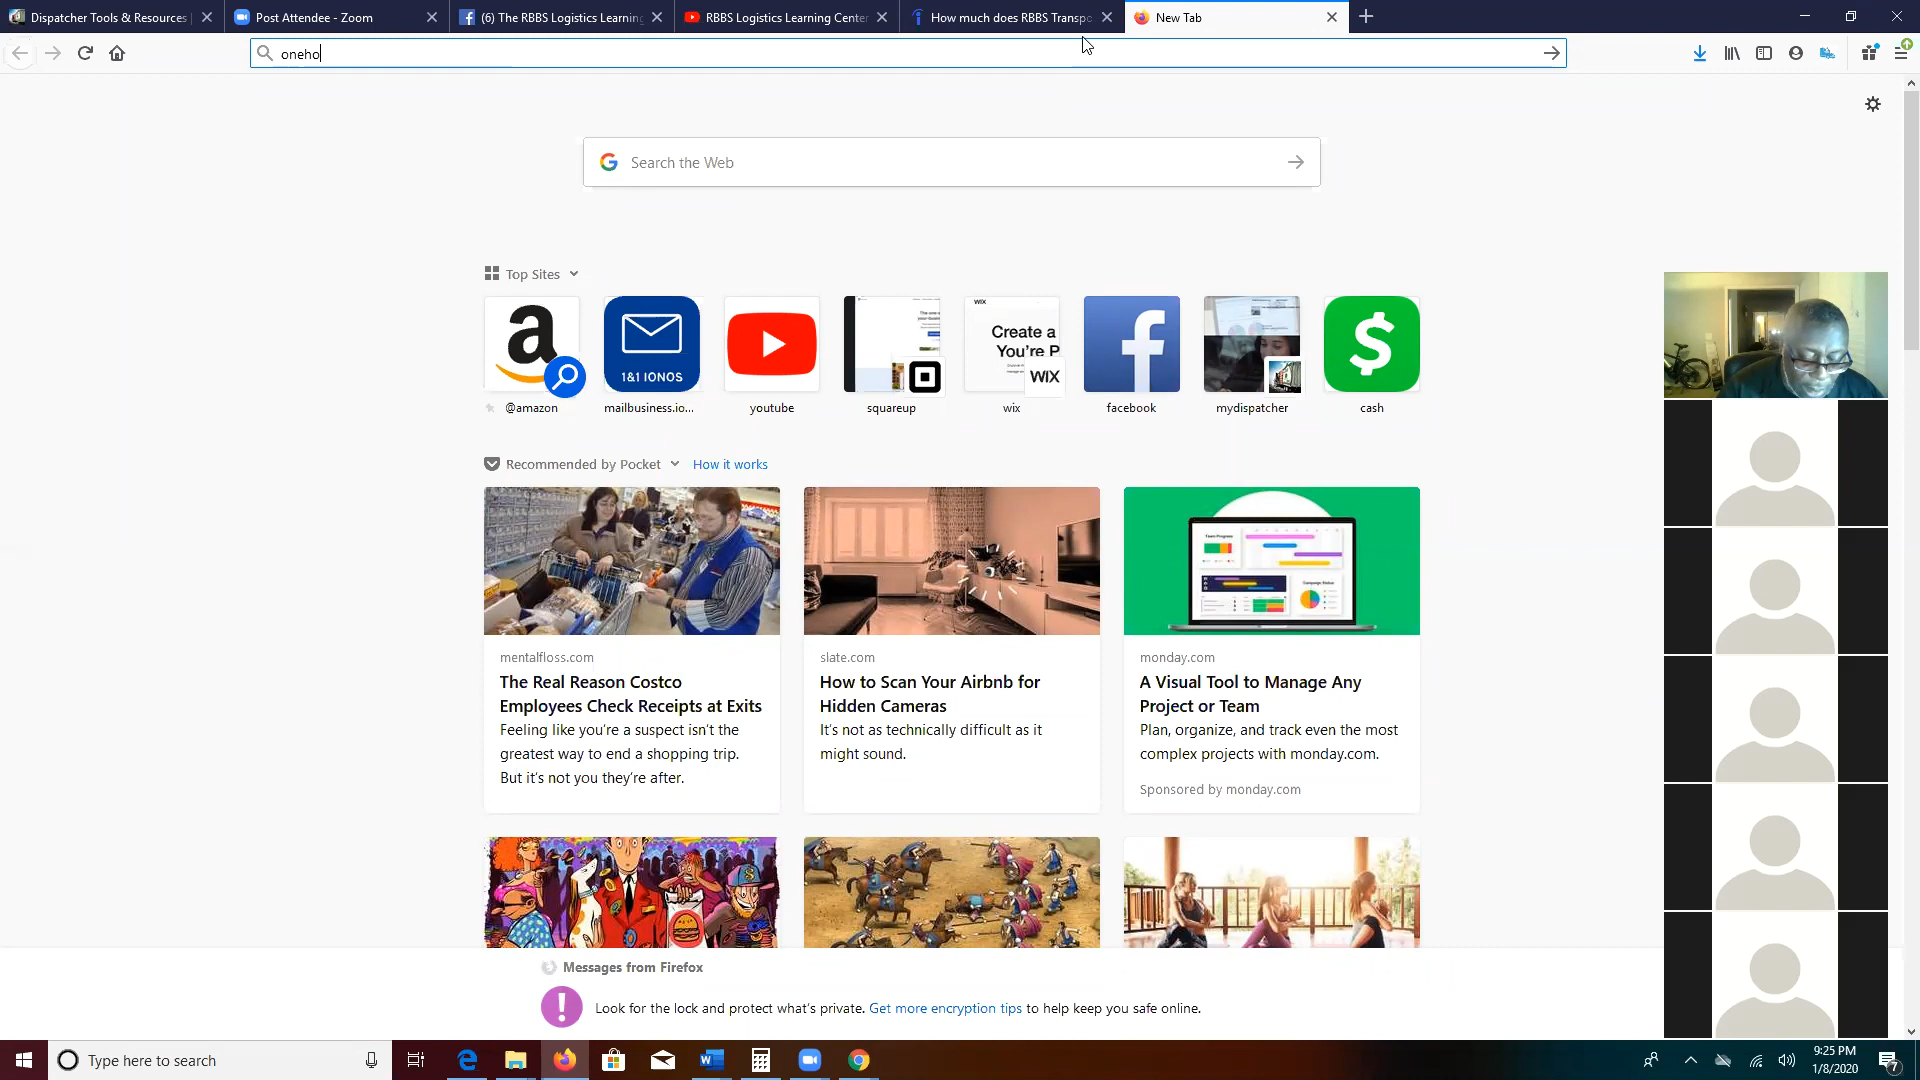 Dispatcher Tools & Resources
Post Attendee - Zoom
(6) The RBBS Logistics Learning
RBBS Logistics Learning Center
How much does RBBS Transpo
New Tab
oneho
Search the Web
Top Sites
1&1 IONOS
WIX
Create a
You're P
WIX
@amazon
mailbusiness.io...
youtube
squareup
wix
facebook
mydispatcher
cash
Recommended by Pocket
How it works
mentalfloss.com
The Real Reason Costco
Employees Check Receipts at Exits
Feeling like you're a suspect isn't the
greatest way to end a shopping trip.
But it's not you they're after.
slate.com
How to Scan Your Airbnb for
Hidden Cameras
It's not as technically difficult as it
might sound.
monday.com
A Visual Tool to Manage Any
Project or Team
Plan, organize, and track even the most
complex projects with monday.com.
Sponsored by monday.com
Messages from Firefox
Look for the lock and protect what's private. Get more encryption tips to help keep you safe online.
Type here to search
9:25 PM
1/8/2020
7